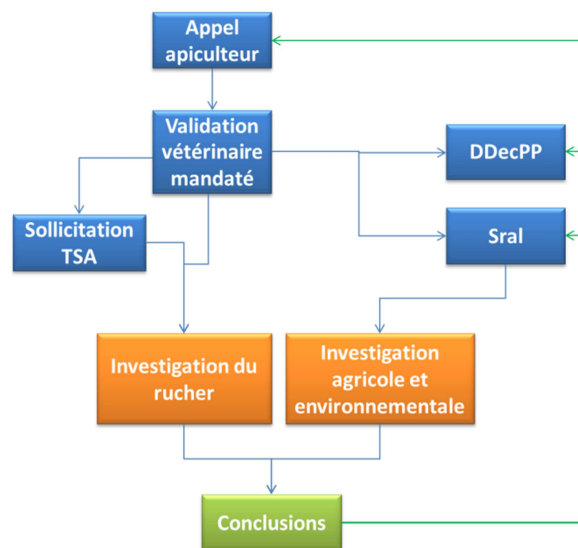 Appel
apiculteur
Validation
vétérinaire
mandaté
DDecPP
Sollicitation
TSA
Sral
Investigation du
rucher
Investigation
agricole et
environnementale
Conclusions